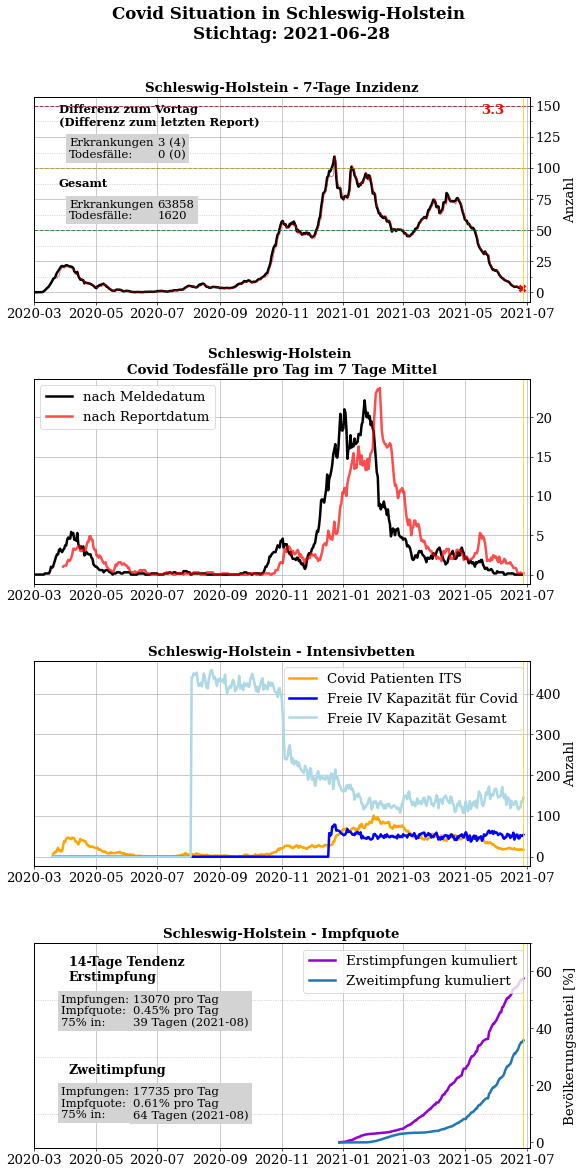 Covid Situation in Schleswig-Holstein
Stichtag: 2021-06-28
Schleswig-Holstein - 7-Tage Inzidenz
Differenz zum Vortag
(Differenz zum letzten Report)
Erkrankungen 3 (4)
Todesfälle: 0 (0)
Gesamt
Erkrankungen 63858
Todesfälle: 1620
3.3
150
125
100
75
50
25
0
Anzahl
2020-03 2020-05 2020-07 2020-09 2020-11 2021-01 2021-03 2021-05 2021-07
Schleswig-Holstein
Covid Todesfälle pro Tag im 7 Tage Mittel
nach Meldedatum
nach Reportdatum
20
15
10
5
0
2020-03 2020-05 2020-07 2020-09 2020-11 2021-01 2021-03 2021-05 2021-07
Schleswig-Holstein - Intensivbetten
Covid Patienten ITS
Freie IV Kapazität für Covid
Freie IV Kapazität Gesamt
400
300
200
100
0
Anzahl
2020-03 2020-05 2020-07 2020-09 2020-11 2021-01 2021-03 2021-05 2021-07
Schleswig-Holstein - Impfquote
14-Tage Tendenz
Erstimpfung
Impfungen: 13070 pro Tag
Impfquote: 0.45% pro Tag
75% in: 39 Tagen (2021-08)
Zweitimpfung
Impfungen: 17735 pro Tag
Impfquote: 0.61% pro Tag
75% in: 64 Tagen (2021-08)
Erstimpfungen kumuliert
Zweitimpfung kumuliert
60
40
20
0
Bevölkerungsanteil [%]
2020-03 2020-05 2020-07 2020-09 2020-11 2021-01 2021-03 2021-05 2021-07